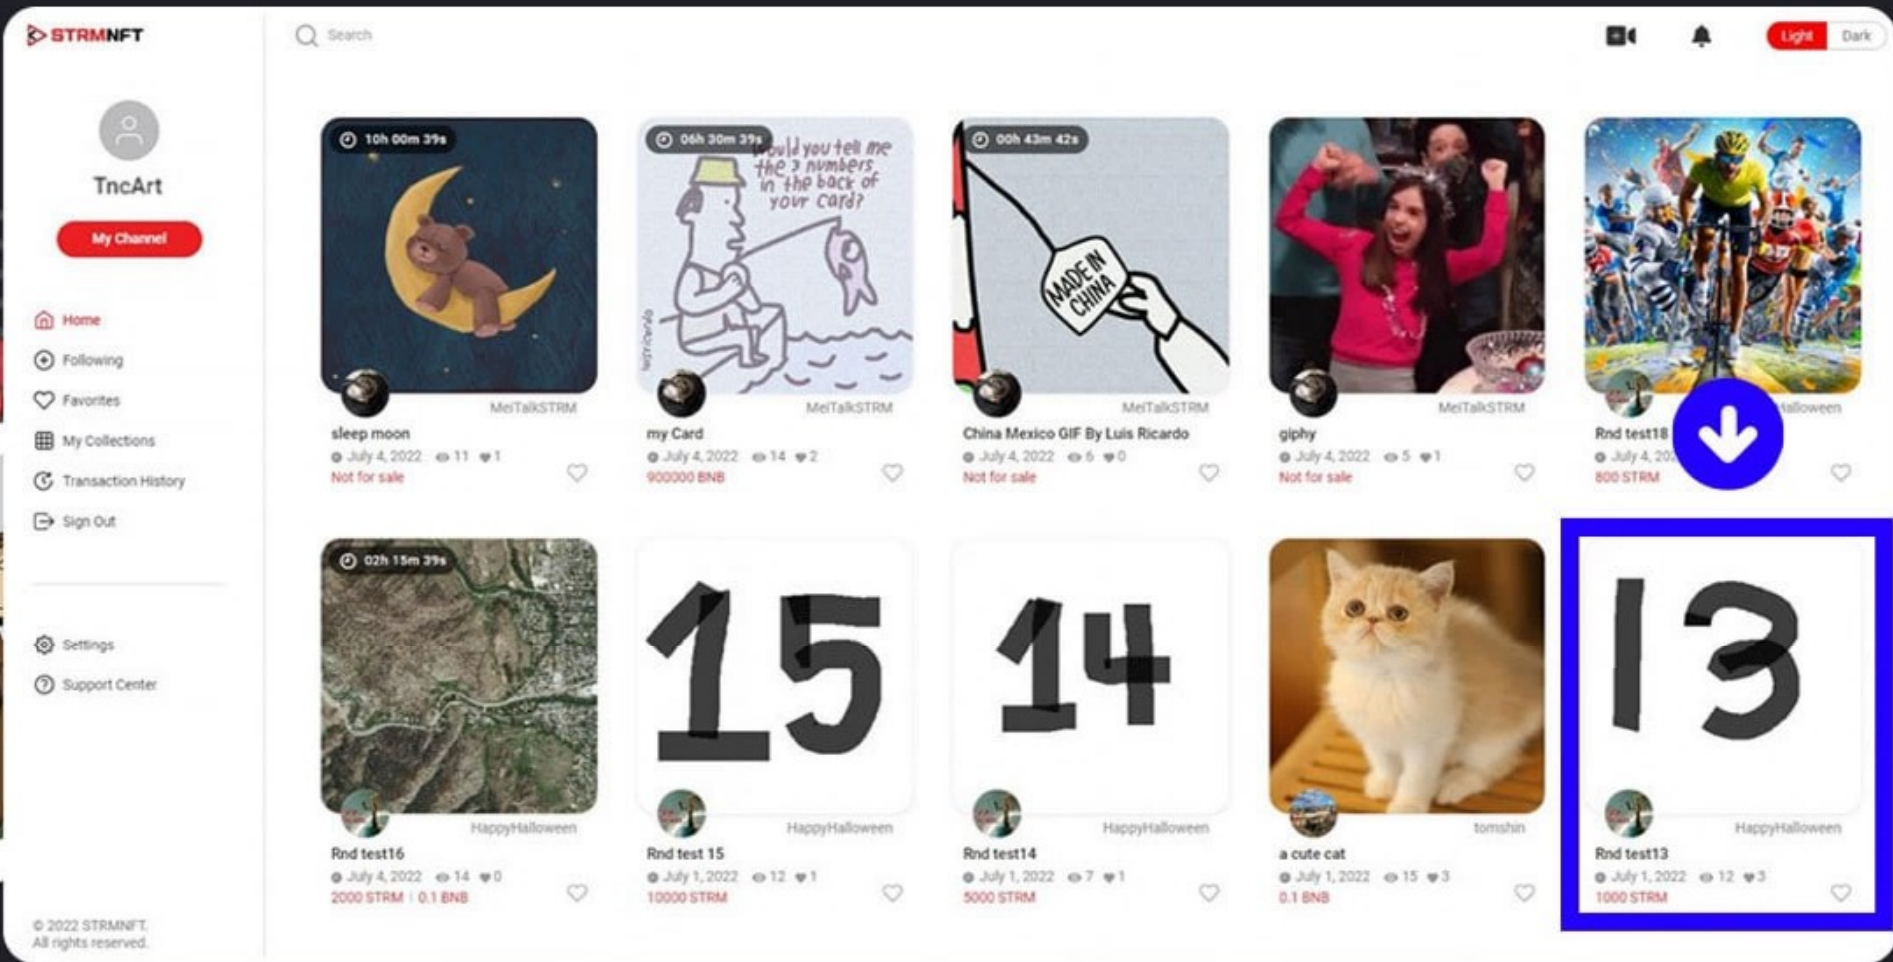 STRMNFT
Search
Light
Dark
TncArt
My Channel
Home
Following
Favorites
My Collections
Transaction History
Sign Out
Settings
Support Center
© 2022 STRMNFT.
All rights reserved.
10h 00m 39s
MeiTalkSTRM
sleep moon
July 4, 2022 11 1
Not for sale
06h 30m 39s
would you tell me
the 3 numbers
in the back of
your card?
MeiTalkSTRM
my Card
July 4, 2022 14 2
900000 BNB
00h 43m 42s
MADE IN
CHINA
MeiTalkSTRM
China Mexico GIF By Luis Ricardo
July 4, 2022 6 0
Not for sale
MeiTalkSTRM
giphy
July 4, 2022 5 1
Not for sale
alloween
Rnd test18
July 4, 202
800 STRM
02h 15m 39s
HappyHalloween
Rnd test16
July 4, 2022 14 0
2000 STRM | 0.1 BNB
15
HappyHalloween
Rnd test 15
July 1, 2022 12 1
10000 STRM
14
HappyHalloween
Rnd test14
July 1, 2022 7 1
5000 STRM
tomshin
a cute cat
July 1, 2022 15 3
0.1 BNB
13
HappyHalloween
Rnd test13
July 1, 2022 12 3
1000 STRM